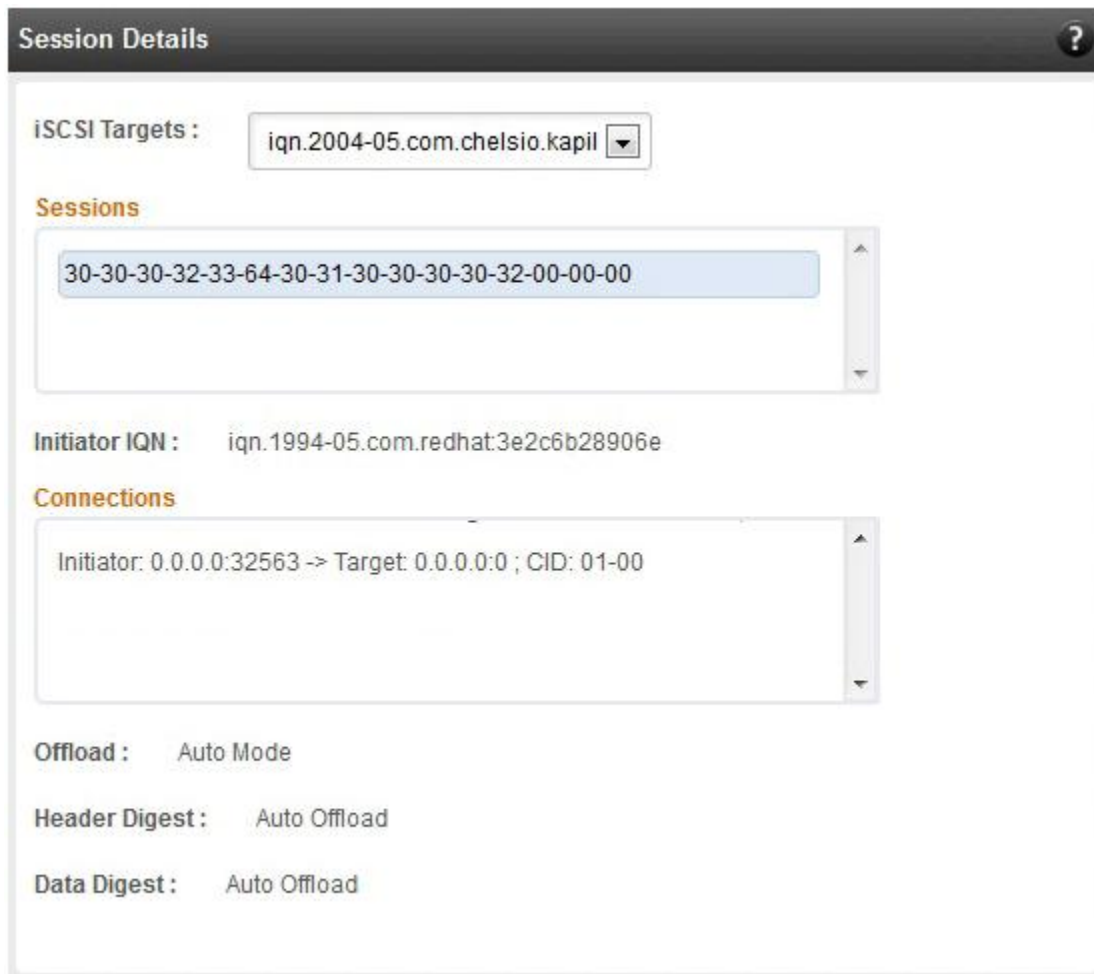 Session Details
?
iSCSI Targets : iqn.2004-05.com.chelsio.kapil
Sessions
30-30-30-32-33-64-30-31-30-30-30-30-32-00-00-00
Initiator IQN : iqn.1994-05.com.redhat:3e2c6b28906e
Connections
Initiator: 0.0.0.0:32563 -> Target: 0.0.0.0:0 ; CID: 01-00
Offload : Auto Mode
Header Digest : Auto Offload
Data Digest : Auto Offload